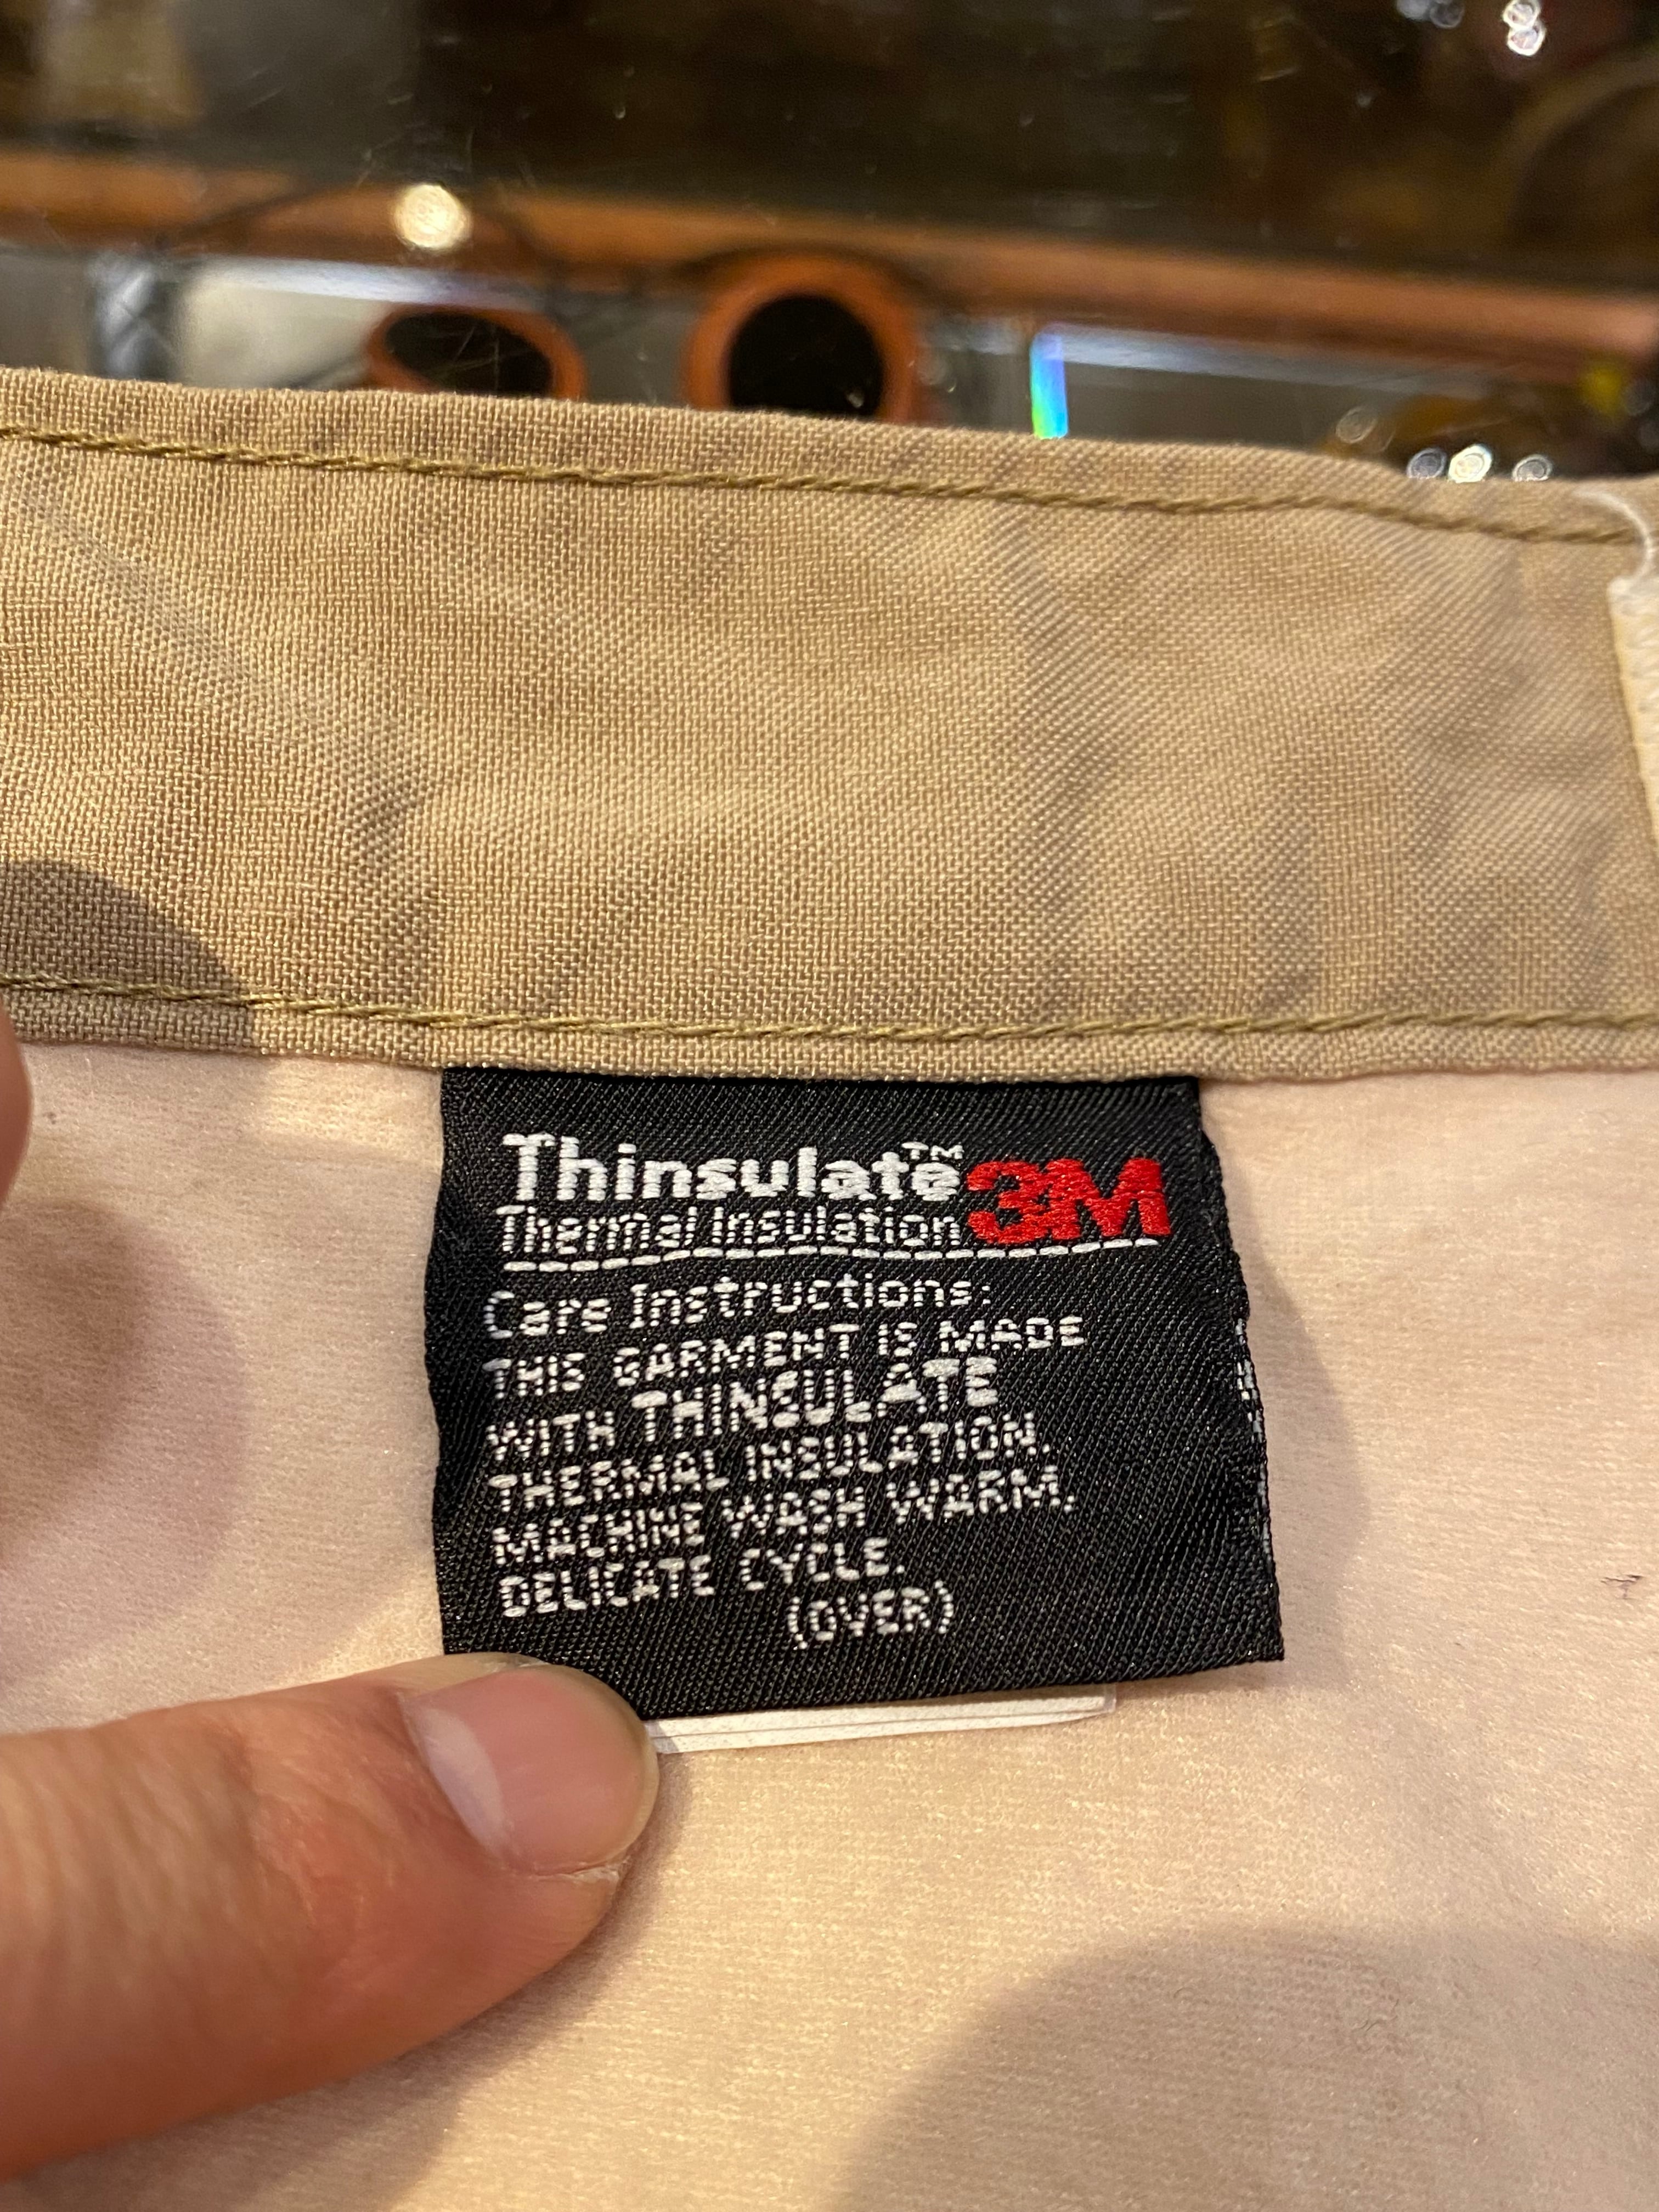 Thinsulate™ 3M
Thermal Insulation
Care Instructions:
THIS GARMENT IS MADE
WITH THINSULATE
THERMAL INSULATION.
MACHINE WASH WARM.
DELICATE CYCLE.
(OVER)